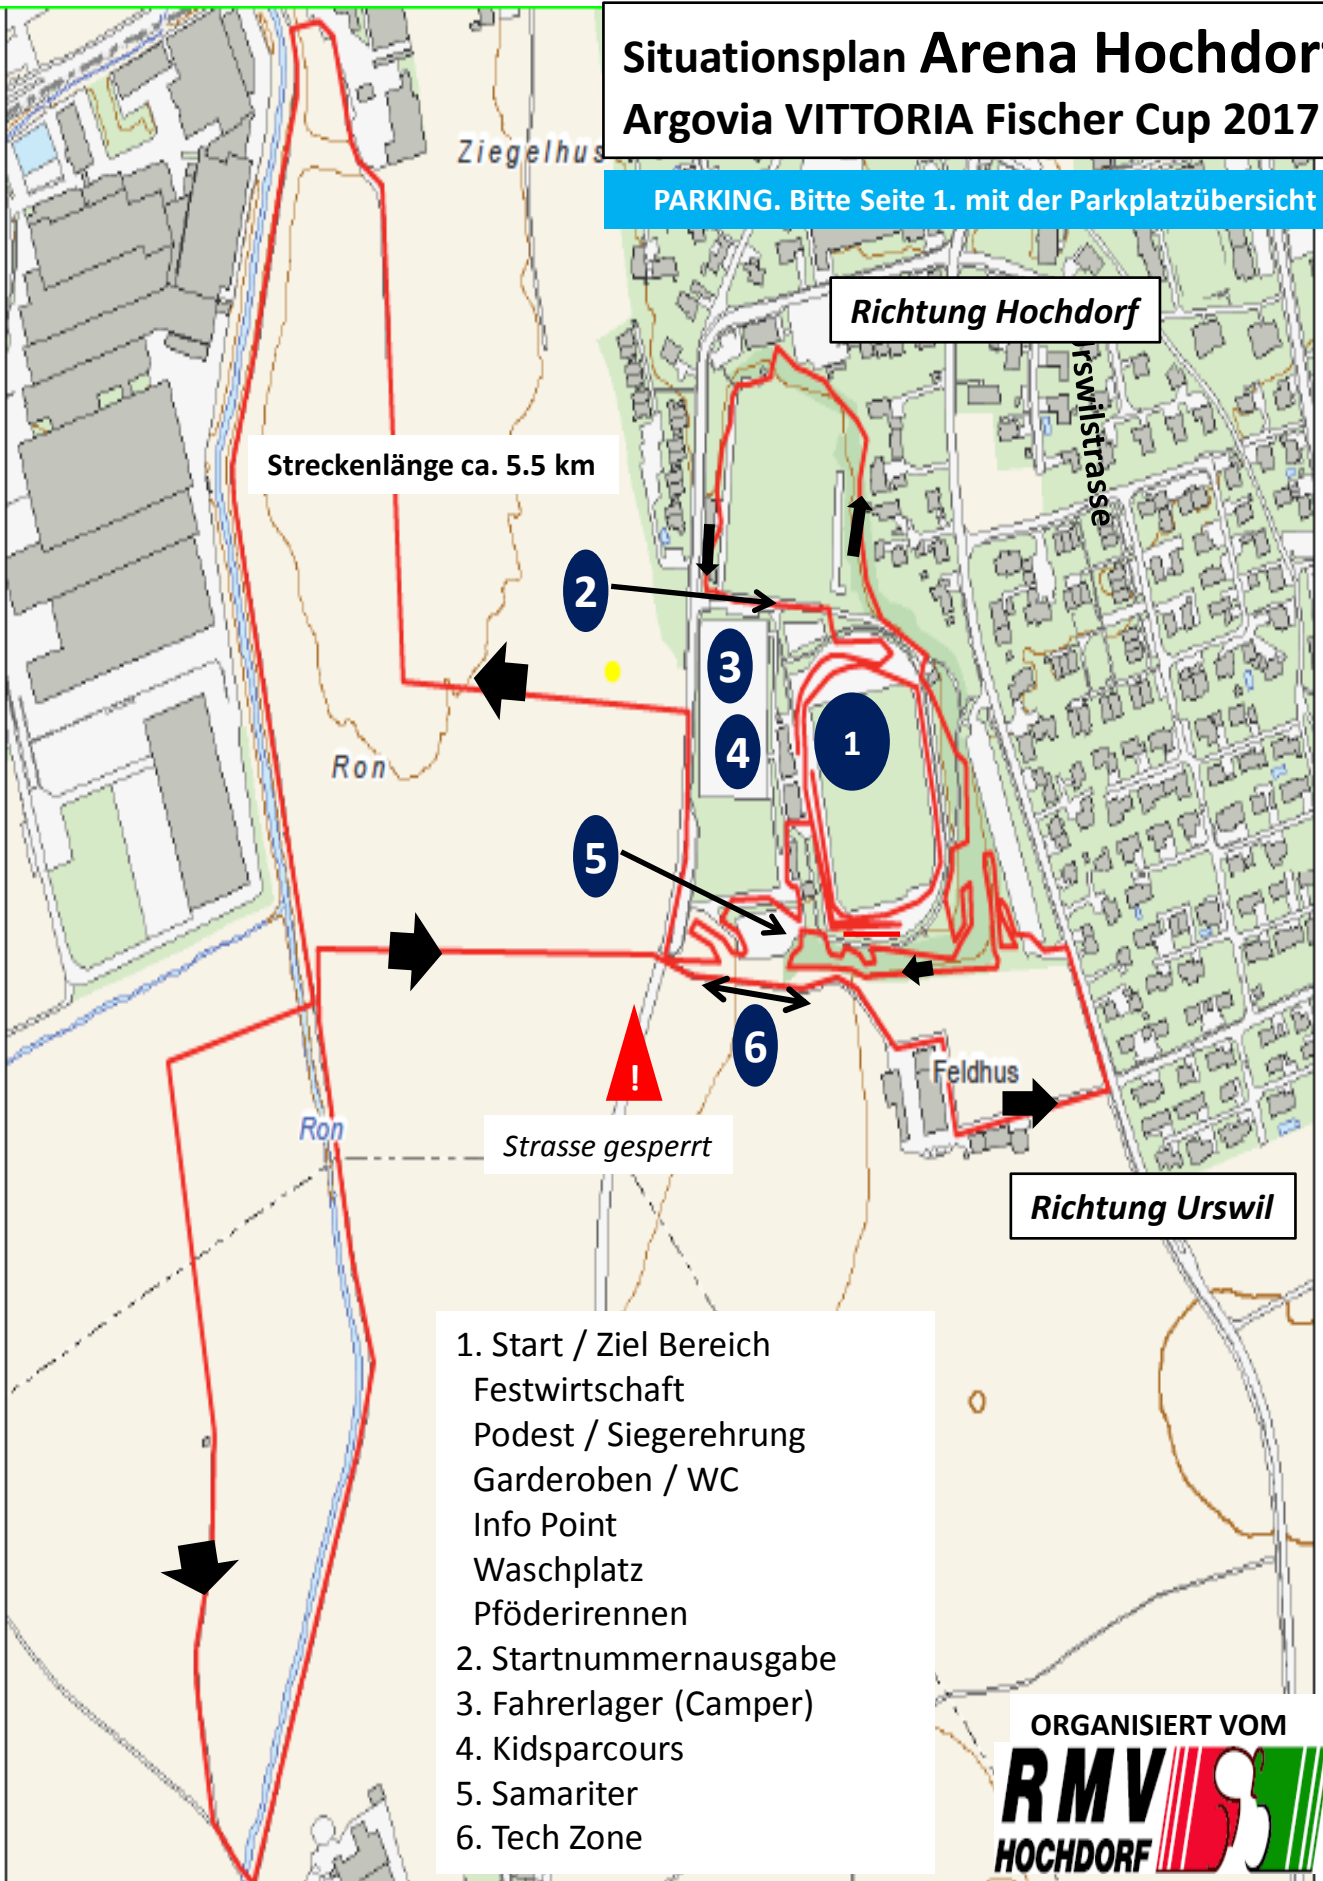 Situationsplan Arena Hochdorf
Argovia VITTORIA Fischer Cup 2017
PARKING. Bitte Seite 1. mit der Parkplatzübersicht
Ziegelhus
Richtung Hochdorf
Urswilstrasse
Streckenlänge ca. 5.5 km
2
3
4
1
Ron
5
6
!
Feldhus
Ron
Strasse gesperrt
Richtung Urswil
1. Start / Ziel Bereich
Festwirtschaft
Podest / Siegerehrung
Garderoben / WC
Info Point
Waschplatz
Pföderirennen
2. Startnummernausgabe
3. Fahrerlager (Camper)
4. Kidsparcours
5. Samariter
6. Tech Zone
ORGANISIERT VOM
RMV
HOCHDORF